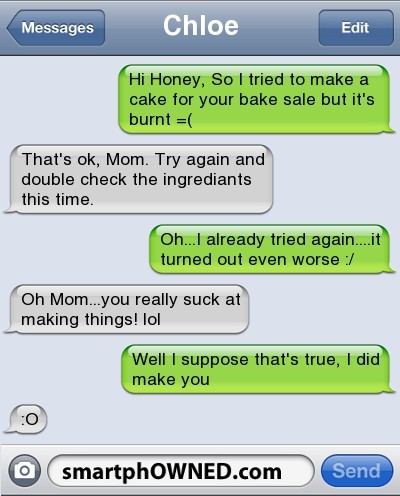 Messages
Chloe
Edit
Hi Honey, So I tried to make a
cake for your bake sale but it's
burnt =(
That's ok, Mom. Try again and
double check the ingrediants
this time.
Oh...I already tried again....it
turned out even worse :/
Oh Mom...you really suck at
making things! lol
Well I suppose that's true, I did
make you
:O
smartphOWNED.com
Send